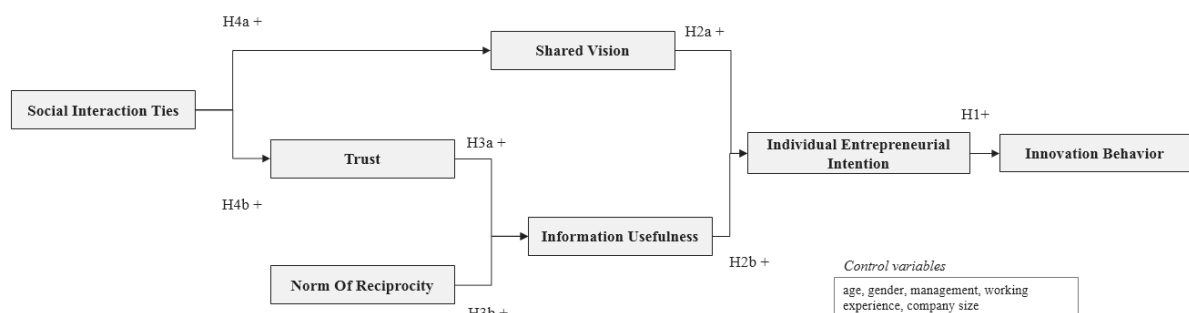 H4a +
H2a +
Shared Vision
Social Interaction Ties
H1+
H3a +
Trust
Individual Entrepreneurial
Intention
Innovation Behavior
H4b +
Information Usefulness
H2b +
Control variables
Norm Of Reciprocity
age, gender, management, working
experience, company size
H3b +